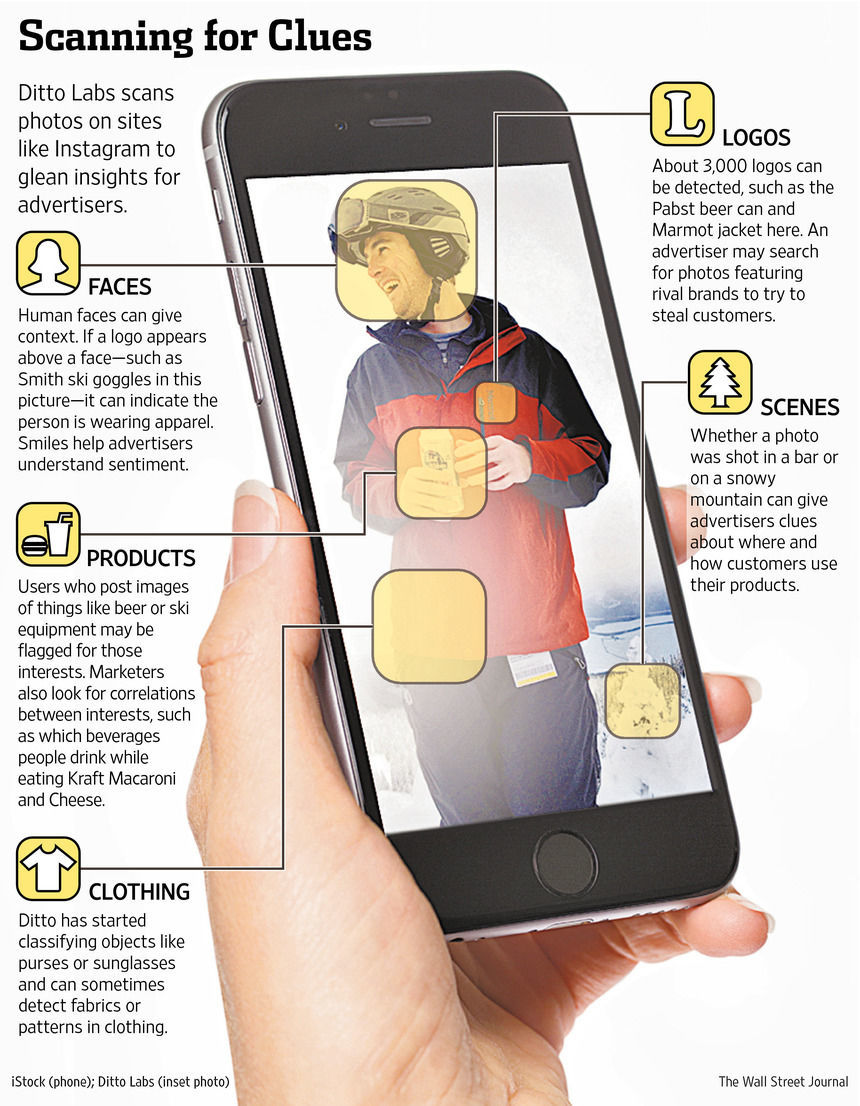 Scanning for Clues
Ditto Labs scans
photos on sites
like Instagram to
glean insights for
advertisers.
FACES
Human faces can give
context. If a logo appears
above a face—such as
Smith ski goggles in this
picture—it can indicate the
person is wearing apparel.
Smiles help advertisers
understand sentiment.
PRODUCTS
Users who post images
of things like beer or ski
equipment may be
flagged for those
interests. Marketers
also look for correlations
between interests, such
as which beverages
people drink while
eating Kraft Macaroni
and Cheese.
CLOTHING
Ditto has started
classifying objects like
purses or sunglasses
and can sometimes
detect fabrics or
patterns in clothing.
L
LOGOS
About 3,000 logos can
be detected, such as the
Pabst beer can and
Marmot jacket here. An
advertiser may search
for photos featuring
rival brands to try to
steal customers.
SCENES
Whether a photo
was shot in a bar or
on a snowy
mountain can give
advertisers clues
about where and
how customers use
their products.
iStock (phone); Ditto Labs (inset photo)
The Wall Street Journal